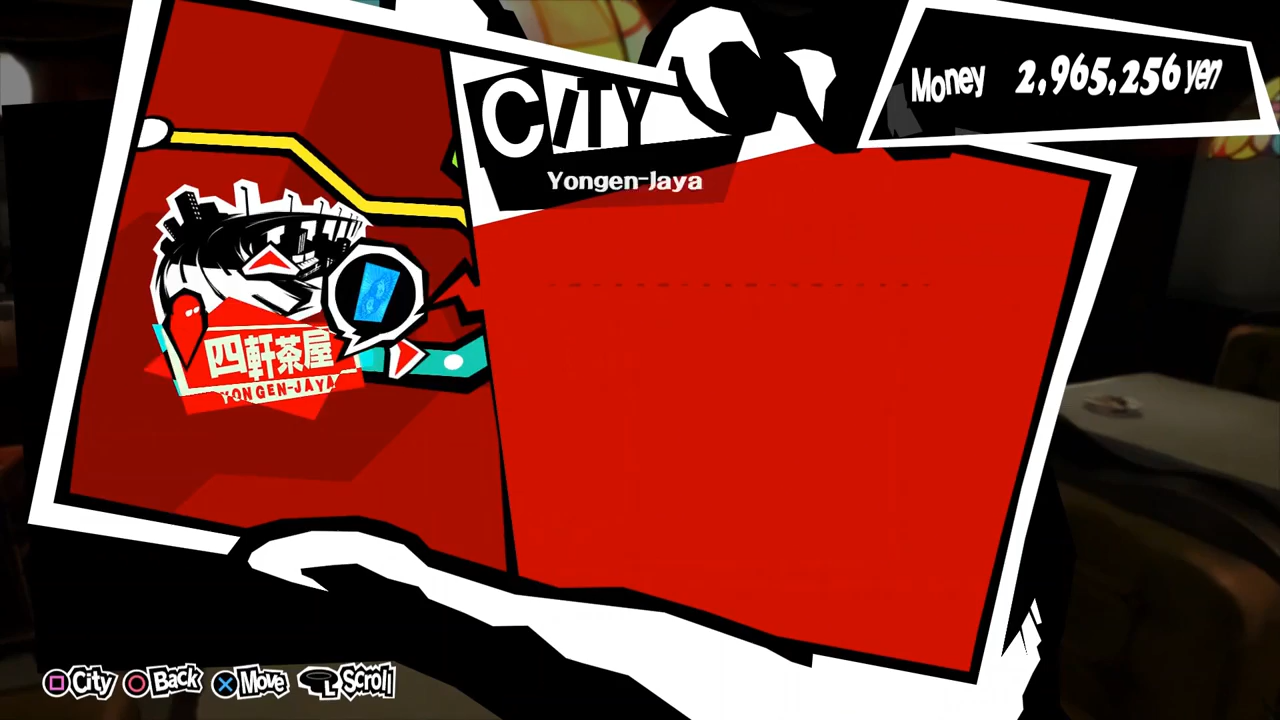 CITY
Money 2,965,256 yen
Yongen-Jaya
四軒茶屋
YONGEN-JAYA
City Back Move L Scroll